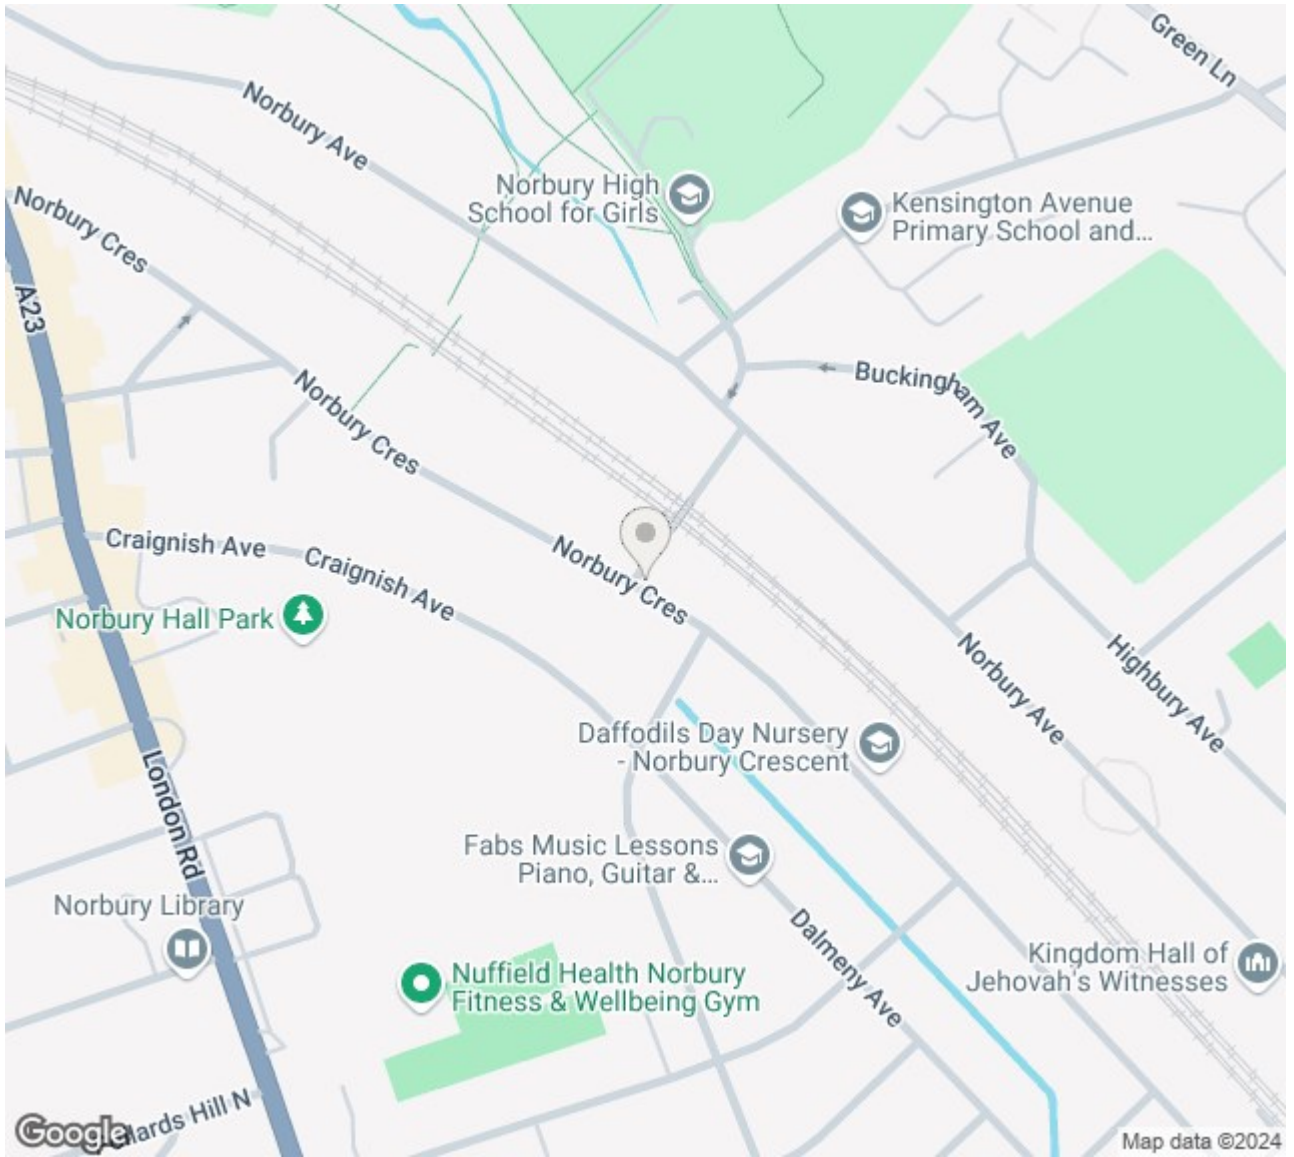 Green Ln
Norbury Ave
Norbury High
School for Girls
Kensington Avenue
Primary School and...
Norbury Cres
A23
Buckingham Ave
Norbury Cres
Craignish Ave
Craignish Ave
Norbury Cres
Norbury Hall Park
Norbury Ave
Highbury Ave
Daffodils Day Nursery
- Norbury Crescent
London Rd
Fabs Music Lessons
Piano, Guitar &...
Norbury Library
Dalmeny Ave
Kingdom Hall of
Jehovah's Witnesses
Nuffield Health Norbury
Fitness & Wellbeing Gym
Hill N
Google
Map data ©2024